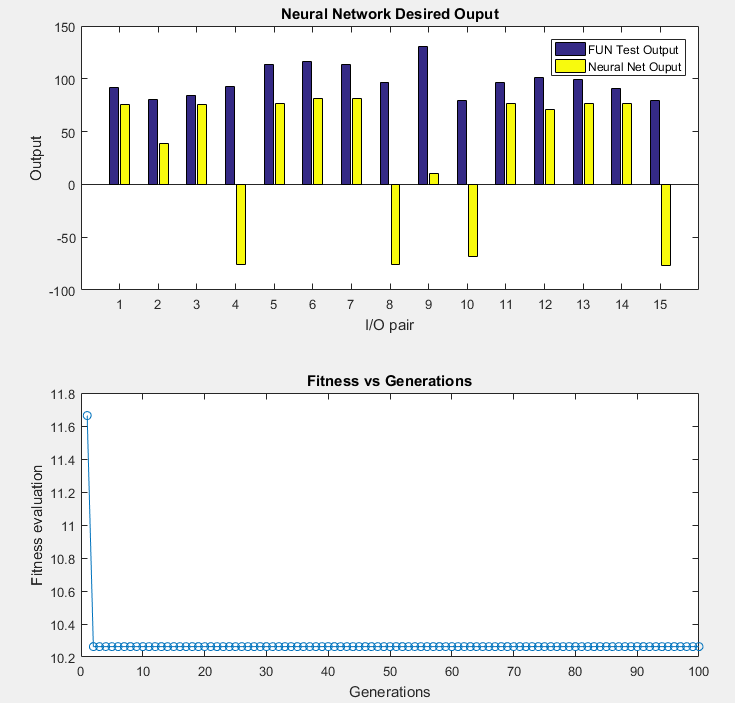 Neural Network Desired Ouput
150
100
50
0
-50
-100
Output
FUN Test Output
Neural Net Ouput
1 2 3 4 5 6 7 8 9 10 11 12 13 14 15
I/O pair
Fitness vs Generations
11.8
11.6
11.4
11.2
11
10.8
10.6
10.4
10.2
Fitness evaluation
0 10 20 30 40 50 60 70 80 90 100
Generations